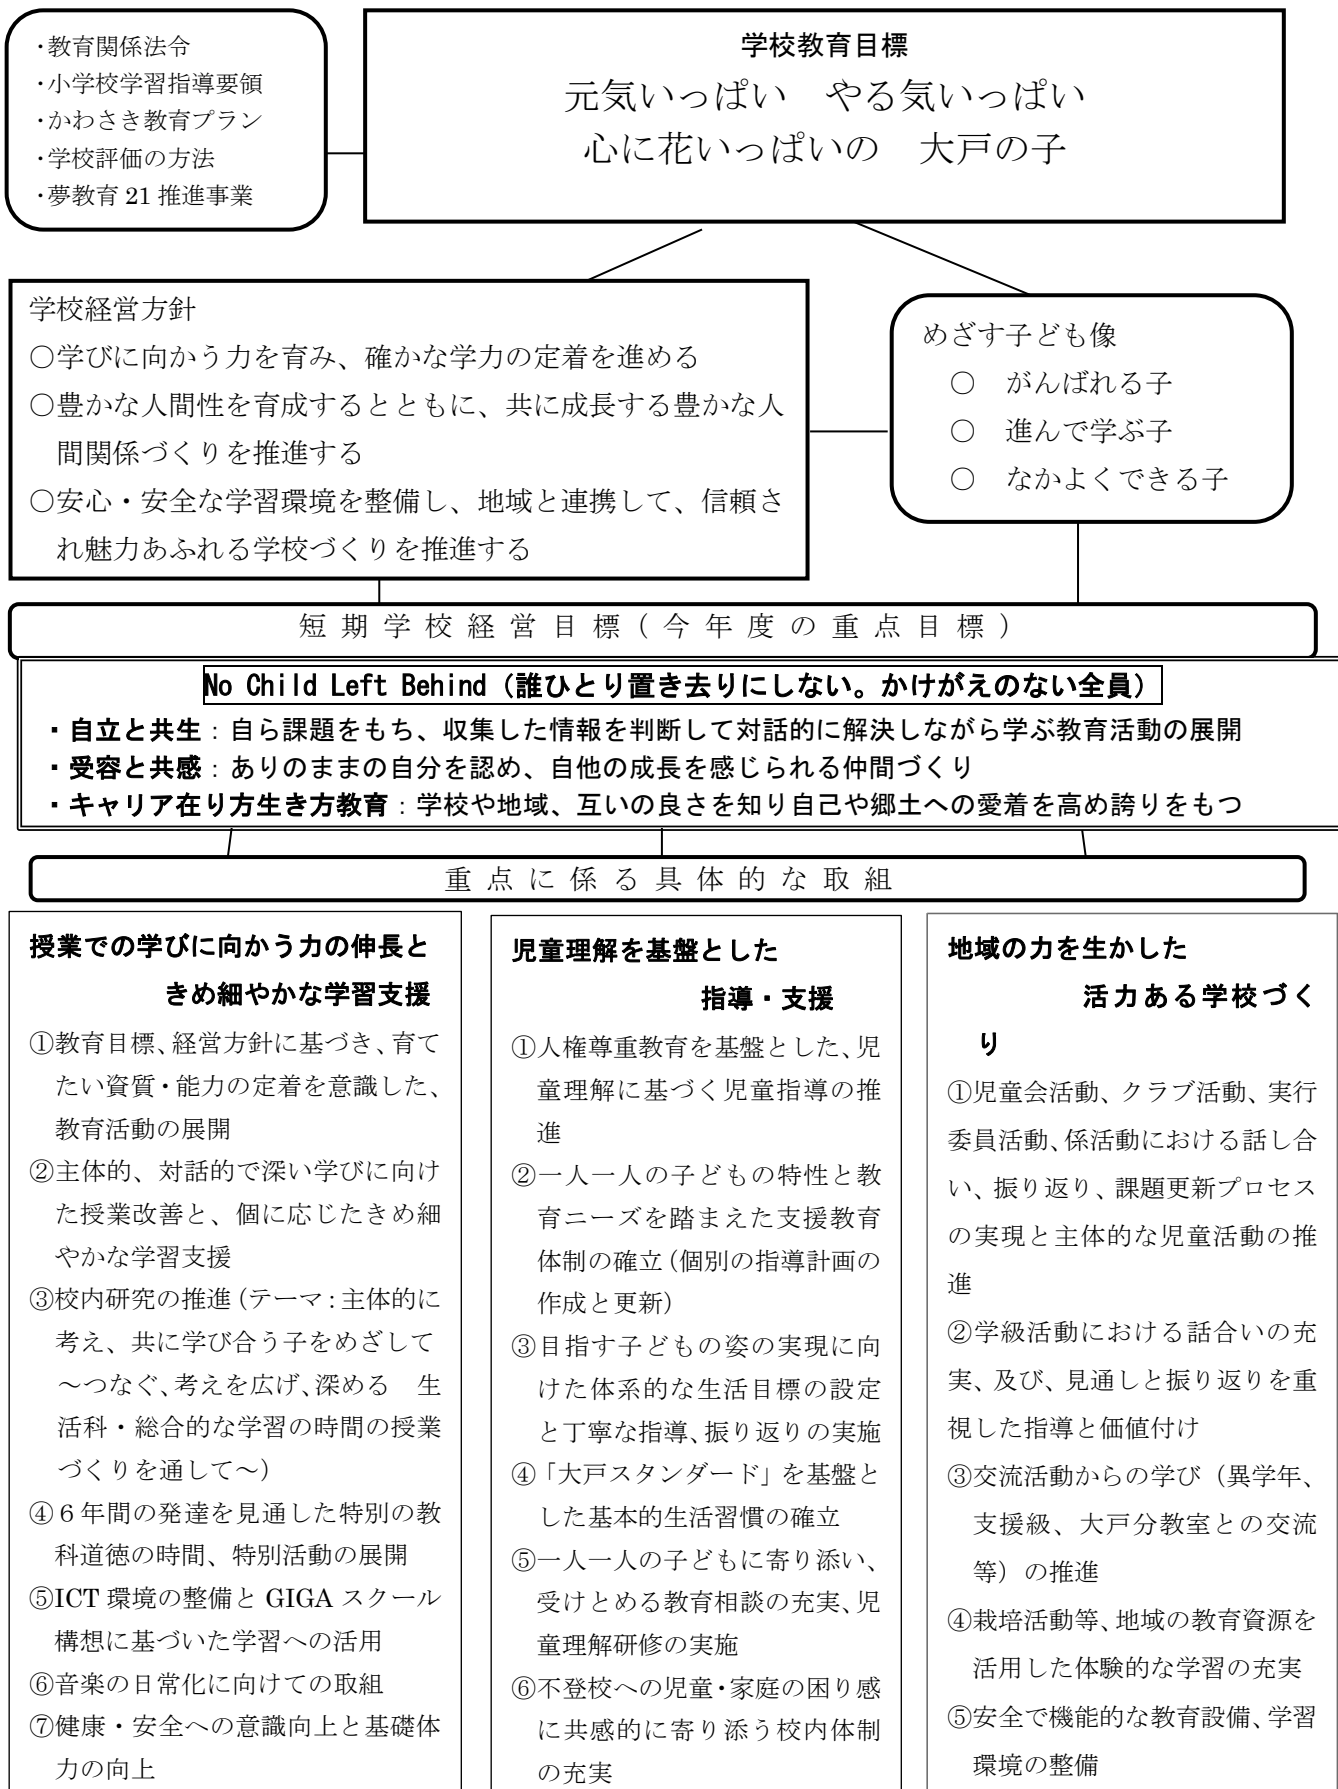 ・教育関係法令
・小学校学習指導要領
・かわさき教育プラン
・学校評価の方法
・夢教育 21 推進事業
学校教育目標
元気いっぱい　やる気いっぱい
心に花いっぱいの　大戸の子
学校経営方針
○学びに向かう力を育み、確かな学力の定着を進める
○豊かな人間性を育成するとともに、共に成長する豊かな人
間関係づくりを推進する
○安心・安全な学習環境を整備し、地域と連携して、信頼さ
れ魅力あふれる学校づくりを推進する
めざす子ども像
○　がんばれる子
○　進んで学ぶ子
○　なかよくできる子
短期学校経営目標（今年度の重点目標）
No Child Left Behind（誰ひとり置き去りにしない。かけがえのない全員）
・自立と共生：自ら課題をもち、収集した情報を判断して対話的に解決しながら学ぶ教育活動の展開
・受容と共感：ありのままの自分を認め、自他の成長を感じられる仲間づくり
・キャリア在り方生き方教育：学校や地域、互いの良さを知り自己や郷土への愛着を高め誇りをもつ
重点に係る具体的な取組
授業での学びに向かう力の伸長と
きめ細やかな学習支援
①教育目標、経営方針に基づき、育て
たい資質・能力の定着を意識した、
教育活動の展開
②主体的、対話的で深い学びに向け
た授業改善と、個に応じたきめ細
やかな学習支援
③校内研究の推進（テーマ：主体的に
考え、共に学び合う子をめざして
～つなぐ、考えを広げ、深める　生
活科・総合的な学習の時間の授業
づくりを通して～）
④６年間の発達を見通した特別の教
科道徳の時間、特別活動の展開
⑤ICT 環境の整備と GIGA スクール
構想に基づいた学習への活用
⑥音楽の日常化に向けての取組
⑦健康・安全への意識向上と基礎体
力の向上
児童理解を基盤とした
指導・支援
①人権尊重教育を基盤とした、児
童理解に基づく児童指導の推
進
②一人一人の子どもの特性と教
育ニーズを踏まえた支援教育
体制の確立（個別の指導計画の
作成と更新）
③目指す子どもの姿の実現に向
けた体系的な生活目標の設定
と丁寧な指導、振り返りの実施
④「大戸スタンダード」を基盤と
した基本的生活習慣の確立
⑤一人一人の子どもに寄り添い、
受けとめる教育相談の充実、児
童理解研修の実施
⑥不登校への児童・家庭の困り感
に共感的に寄り添う校内体制
の充実
地域の力を生かした
活力ある学校づく
り
①児童会活動、クラブ活動、実行
委員活動、係活動における話し合
い、振り返り、課題更新プロセス
の実現と主体的な児童活動の推
進
②学級活動における話合いの充
実、及び、見通しと振り返りを重
視した指導と価値付け
③交流活動からの学び（異学年、
支援級、大戸分教室との交流
等）の推進
④栽培活動等、地域の教育資源を
活用した体験的な学習の充実
⑤安全で機能的な教育設備、学習
環境の整備